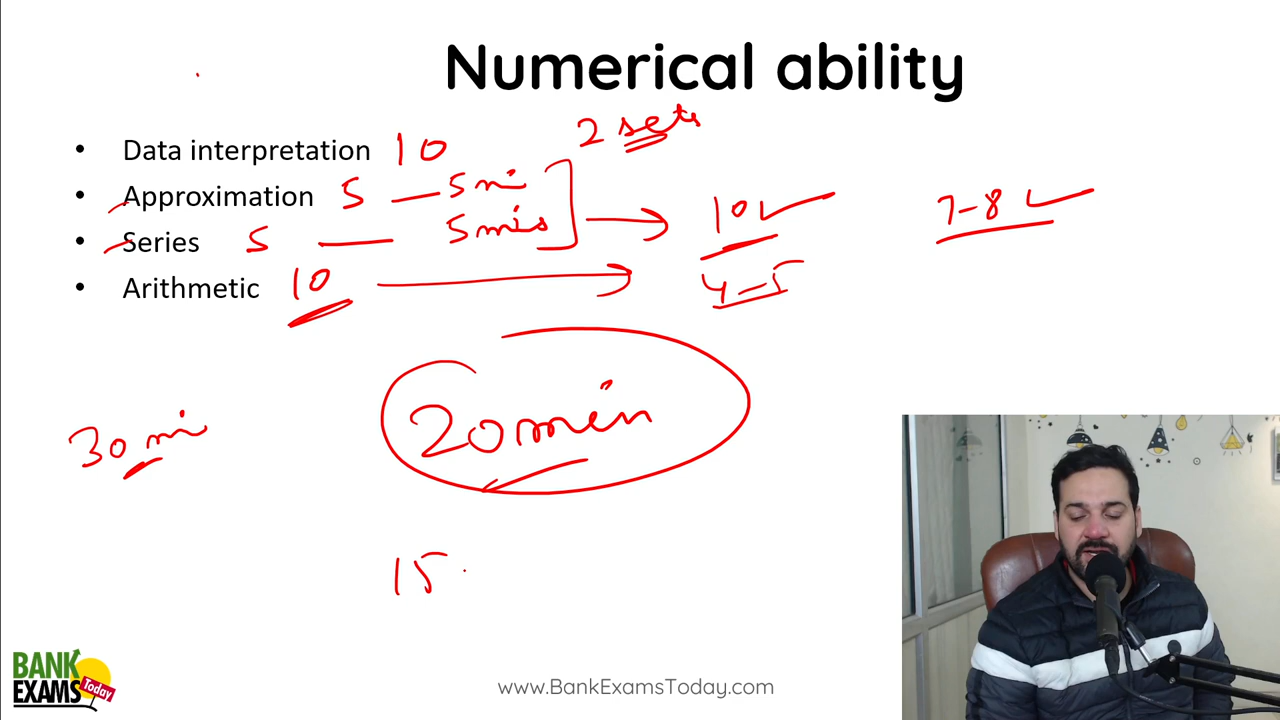 Numerical ability
2 sets
• Data interpretation 10
• Approximation 5 — 5 mi
• Series 5 — 5 mis
10
7-8
• Arithmetic 10
4-5
20 min
30 mi
15
BANK
EXAMS
Today
www.BankExamsToday.com